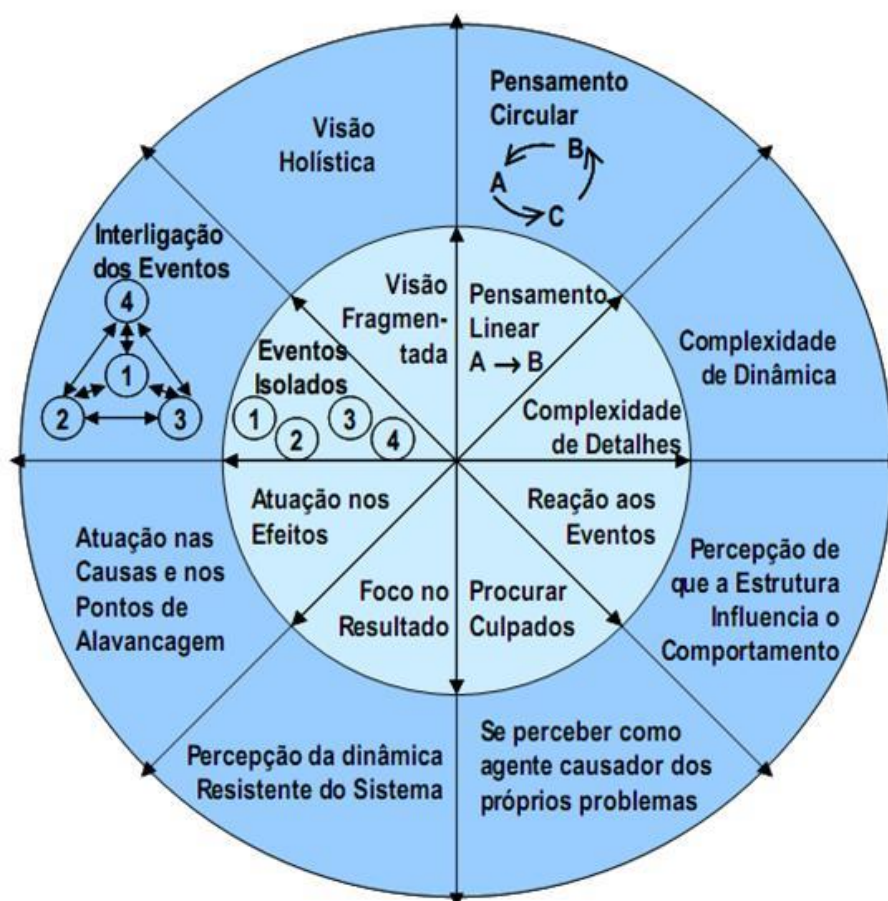 Pensamento
Circular
B
A
C
Visão
Holística
Interligação
dos Eventos
4
1
2
3
Visão
Fragmen-
tada
Pensamento
Linear
A → B
Eventos
Isolados
1
2
3
4
Complexidade
de Detalhes
Complexidade
de Dinâmica
Atuação nos
Efeitos
Reação aos
Eventos
Foco no
Resultado
Procurar
Culpados
Atuação nas
Causas e nos
Pontos de
Alavancagem
Percepção de
que a Estrutura
Influencia o
Comportamento
Percepção da dinâmica
Resistente do Sistema
Se perceber como
agente causador dos
próprios problemas